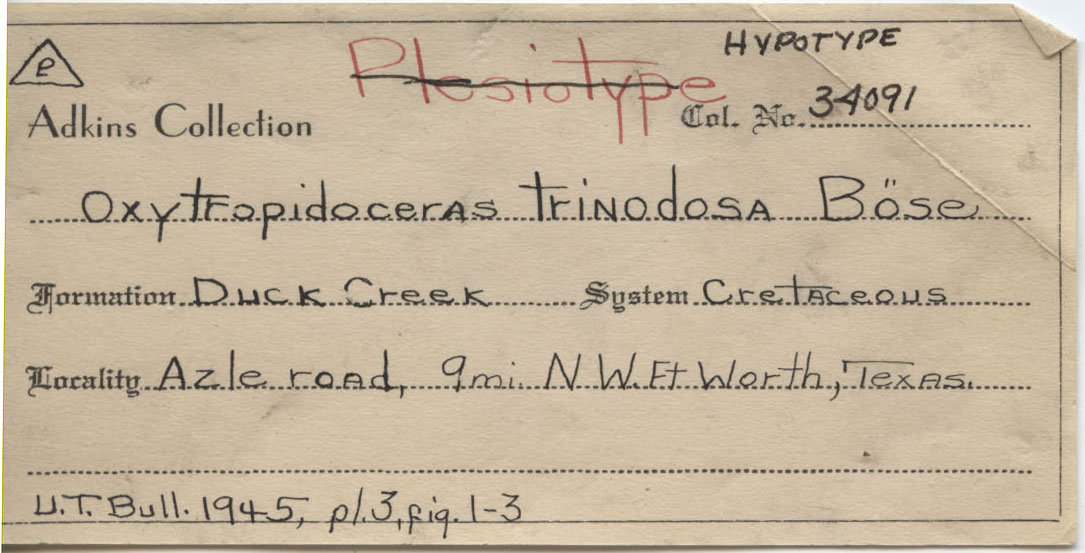 HYPOTYPE
e
Plesiotype
Adkins Collection Col. No. 34091
Oxytropidoceras trinodosa Böse
Formation Duck Creek System Cretaceous
Locality Azle road, 9mi. N W. Ft Worth, Texas.
U.T. Bull. 1945, pl.3, fig. 1-3